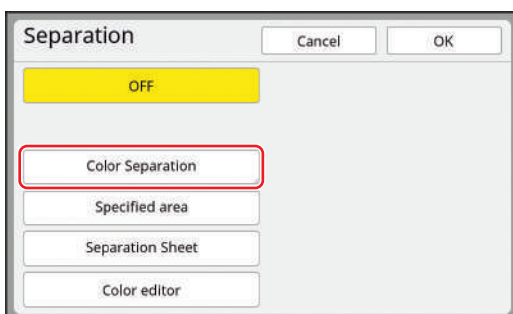 Separation
Cancel
OK
OFF
Color Separation
Specified area
Separation Sheet
Color editor